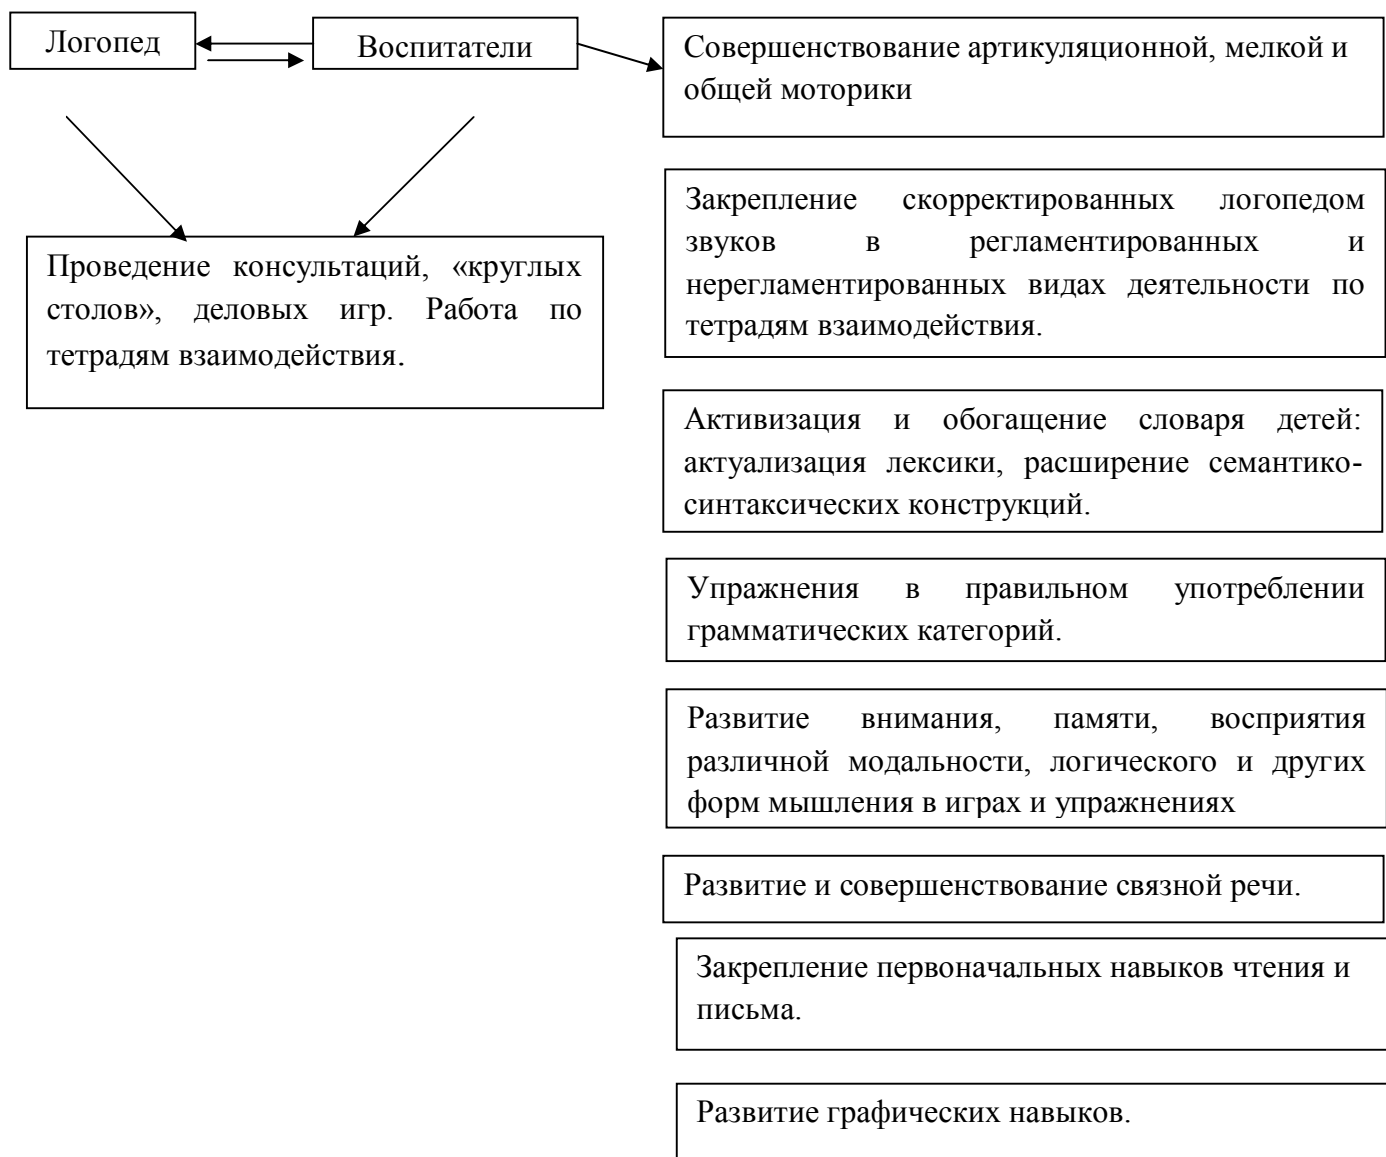 Логопед
Воспитатели
Совершенствование артикуляционной, мелкой и
общей моторики
Закрепление скорректированных логопедом
звуков в регламентированных и
нерегламентированных видах деятельности по
тетрадям взаимодействия.
Проведение консультаций, «круглых
столов», деловых игр. Работа по
тетрадям взаимодействия.
Активизация и обогащение словаря детей:
актуализация лексики, расширение семантико-
синтаксических конструкций.
Упражнения в правильном употреблении
грамматических категорий.
Развитие внимания, памяти, восприятия
различной модальности, логического и других
форм мышления в играх и упражнениях
Развитие и совершенствование связной речи.
Закрепление первоначальных навыков чтения и
письма.
Развитие графических навыков.